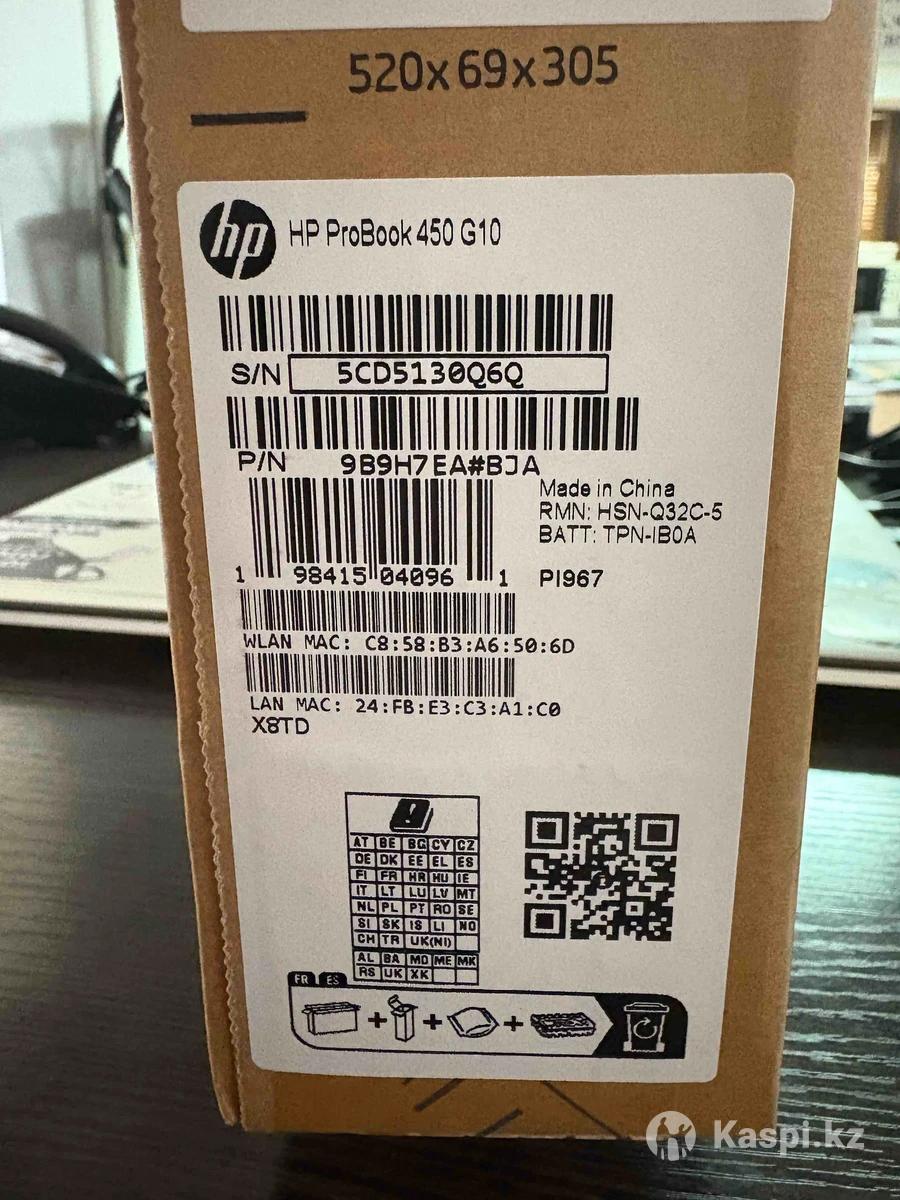 520x69x305
hp HP ProBook 450 G10
S/N 5CD5130Q6Q
P/N 9B9H7EA#BJA
Made in China
RMN: HSN-Q32C-5
BATT: TPN-IB0A
1 98415 04096 1 PI967
WLAN MAC: C8:58:B3:A6:50:6D
LAN MAC: 24:FB:E3:C3:A1:C0
X8TD
AT BE BG CY CZ
DE DK EE EL ES
FI FR HR HU IE
IT LT LU LV MT
NL PL PT RO SE
SI SK IS LI NO
CH TR UK(NI)
AL BA MD ME MK
RS UK XK
FR ES
Kaspi.kz